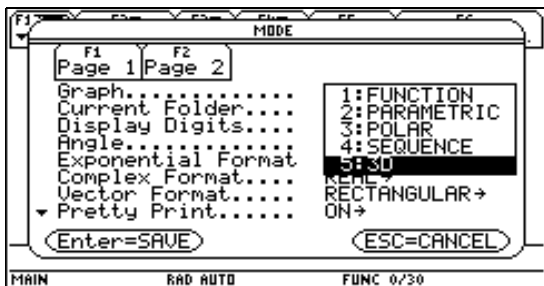 MODE
F1 F2
Page 1 Page 2
Graph.............
Current Folder....
Display Digits....
Angle.............
Exponential Format
Complex Format.... REAL→
Vector Format..... RECTANGULAR→
▾ Pretty Print...... ON→
1:FUNCTION
2:PARAMETRIC
3:POLAR
4:SEQUENCE
5:3D
(Enter=SAVE) (ESC=CANCEL)
MAIN RAD AUTO FUNC 0/30